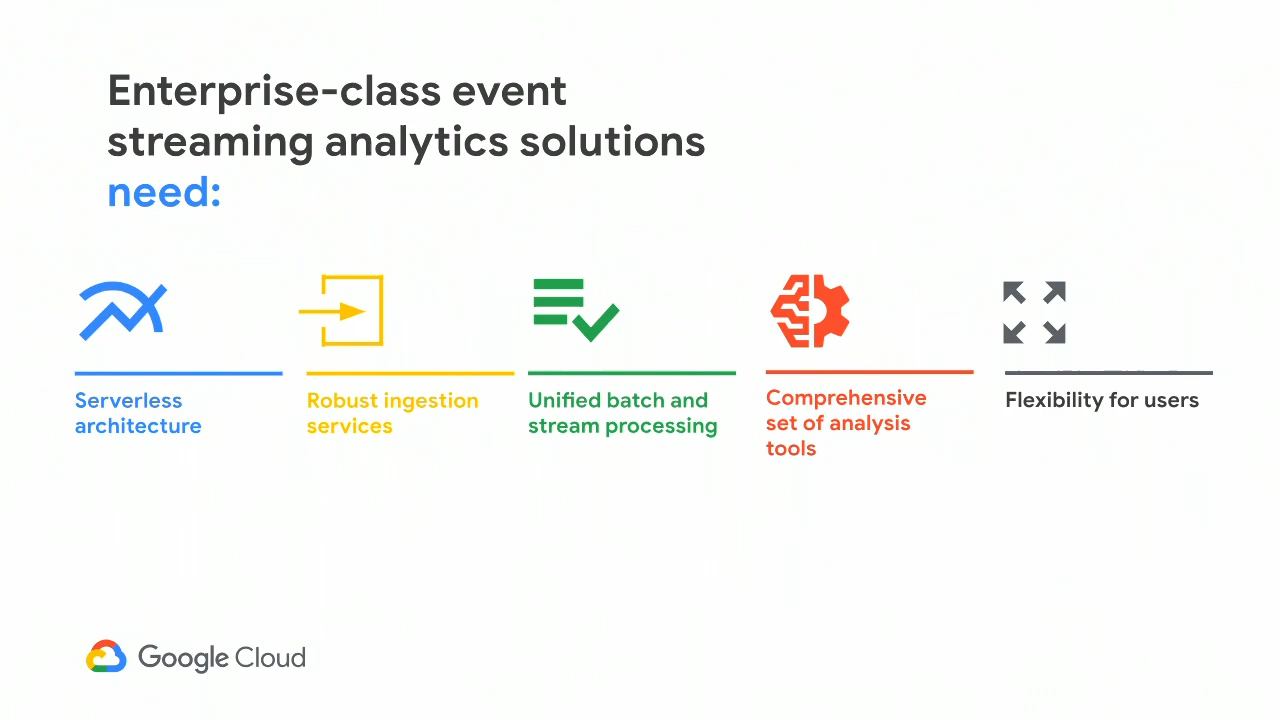 Enterprise-class event
streaming analytics solutions
need:
Serverless
architecture
Robust ingestion
services
Unified batch and
stream processing
Comprehensive
set of analysis
tools
Flexibility for users
Google Cloud